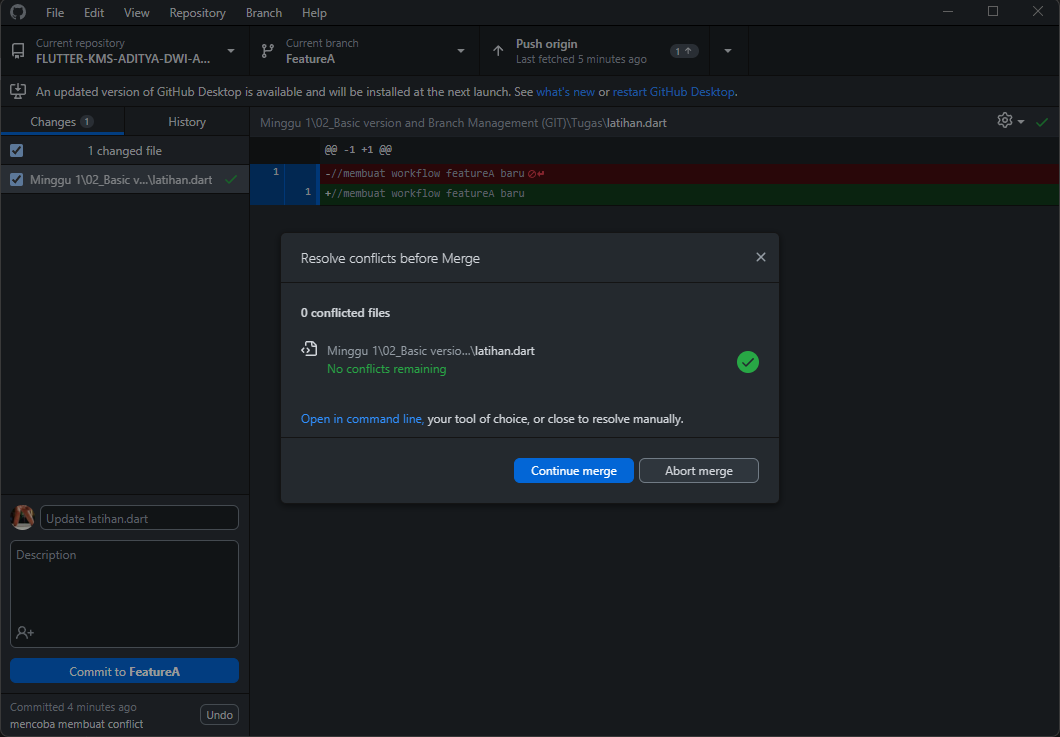 File Edit View Repository Branch Help
Current repository
FLUTTER-KMS-ADITYA-DWI-A...
Current branch
FeatureA
Push origin
Last fetched 5 minutes ago
1
An updated version of GitHub Desktop is available and will be installed at the next launch. See what's new or restart GitHub Desktop.
Changes 1
History
Minggu 1\02_Basic version and Branch Management (GIT)\Tugas\latihan.dart
1 changed file
@@ -1 +1 @@
Minggu 1\02_Basic v...\latihan.dart
1 -//membuat workflow featureA baru
1 +//membuat workflow featureA baru
Resolve conflicts before Merge
0 conflicted files
Minggu 1\02_Basic versio...\latihan.dart
No conflicts remaining
Open in command line, your tool of choice, or close to resolve manually.
Continue merge
Abort merge
Update latihan.dart
Description
Commit to FeatureA
Committed 4 minutes ago
mencoba membuat conflict
Undo